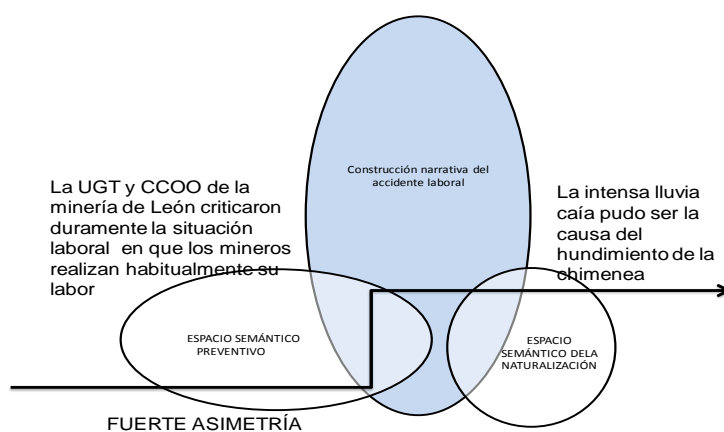 Construcción narrativa del
accidente laboral
La UGT y CCOO de la
minería de León criticaron
duramente la situación
laboral en que los mineros
realizan habitualmente su
labor
La intensa lluvia
caía pudo ser la
causa del
hundimiento de la
chimenea
ESPACIO SEMÁNTICO
PREVENTIVO
ESPACIO
SEMÁNTICO DELA
NATURALIZACIÓN
FUERTE ASIMETRÍA